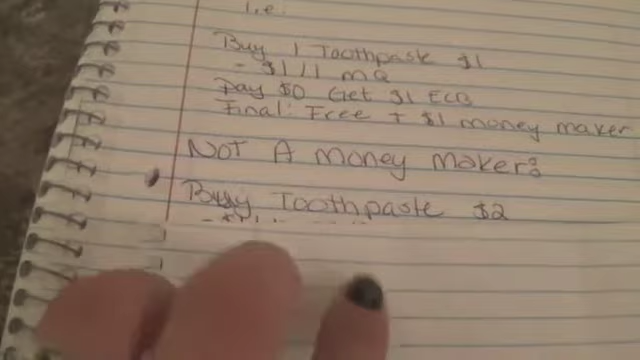 i.e.
Buy 1 Toothpaste $1
- $1/1 MQ
Pay $0 Get $1 ECB
Final: Free + $1 money maker
Not A Money Maker:
Buy Toothpaste $2